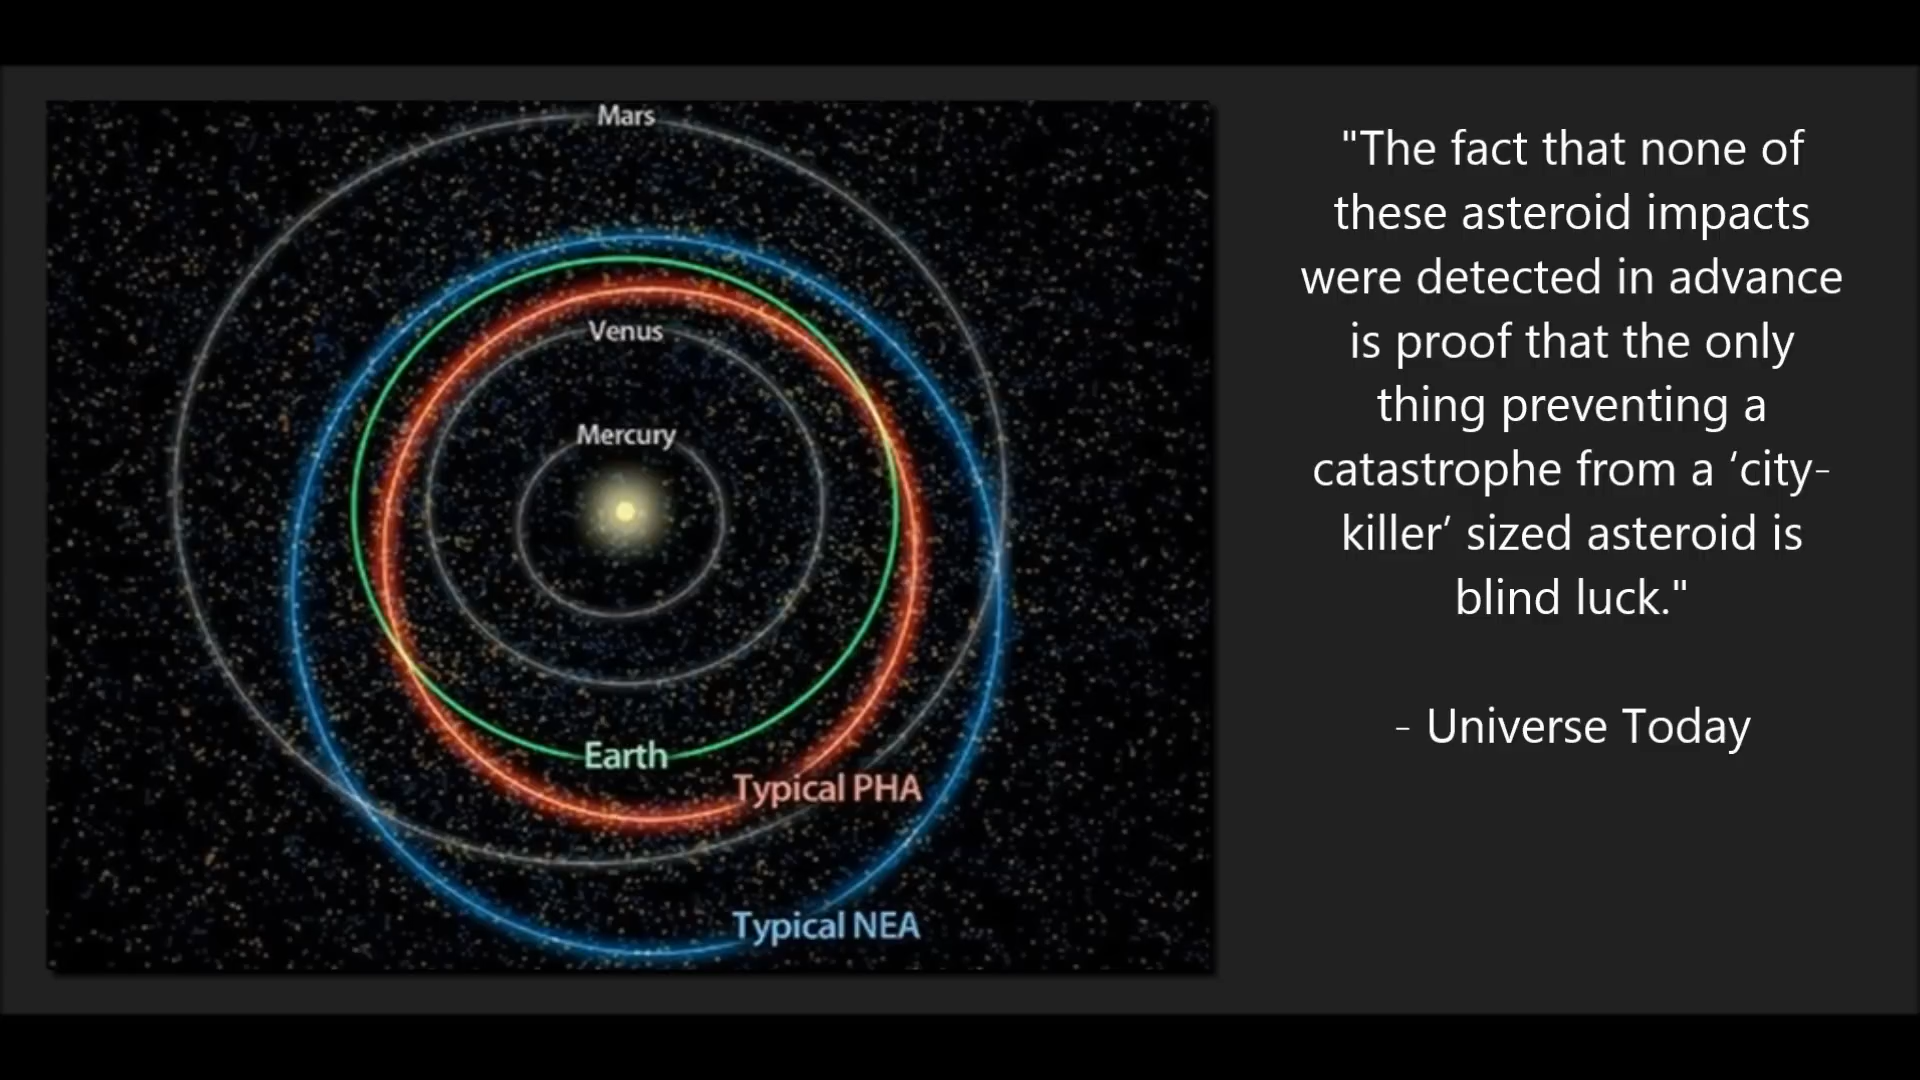 Mars
Venus
Mercury
Earth
Typical PHA
Typical NEA
"The fact that none of
these asteroid impacts
were detected in advance
is proof that the only
thing preventing a
catastrophe from a ‘city-
killer‘ sized asteroid is
blind luck."
- Universe Today